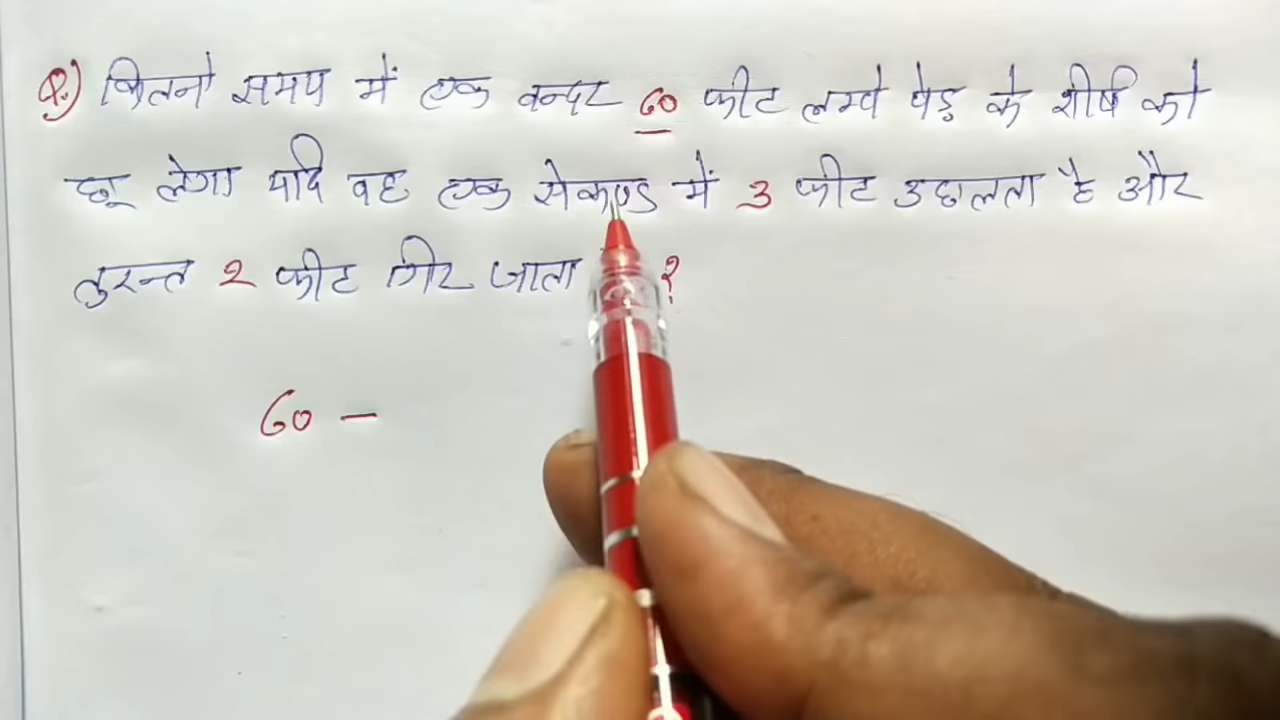 Q.) कितने समय में एक बन्दर 60 फीट लम्बे पेड़ के शीर्ष को
छू लेगा यदि वह एक सेकण्ड में 3 फीट उछलता है और
तुरन्त 2 फीट गिर जाता ?
60 —